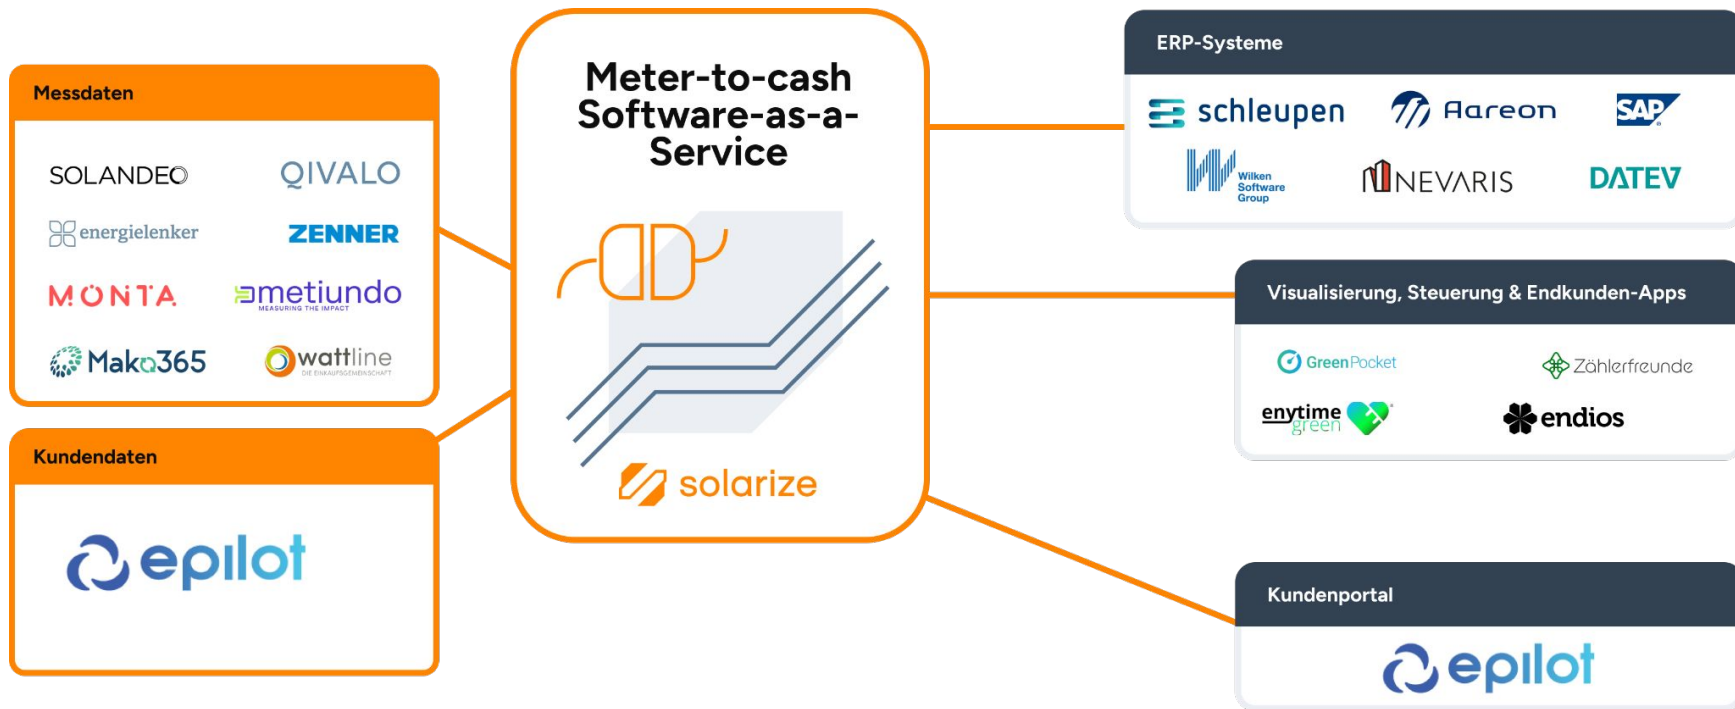 Messdaten
SOLANDEO
QIVALO
energielenker
ZENNER
MONTA
metiundo
MEASURING THE IMPACT
Mako365
wattline
DIE EINKAUFSGEMEINSCHAFT
Kundendaten
epilot
Meter-to-cash
Software-as-a-
Service
solarize
ERP-Systeme
schleupen
Aareon
SAP
Wilken
Software
Group
NEVARIS
DATEV
Visualisierung, Steuerung & Endkunden-Apps
GreenPocket
Zählerfreunde
enytime
green
endios
Kundenportal
epilot